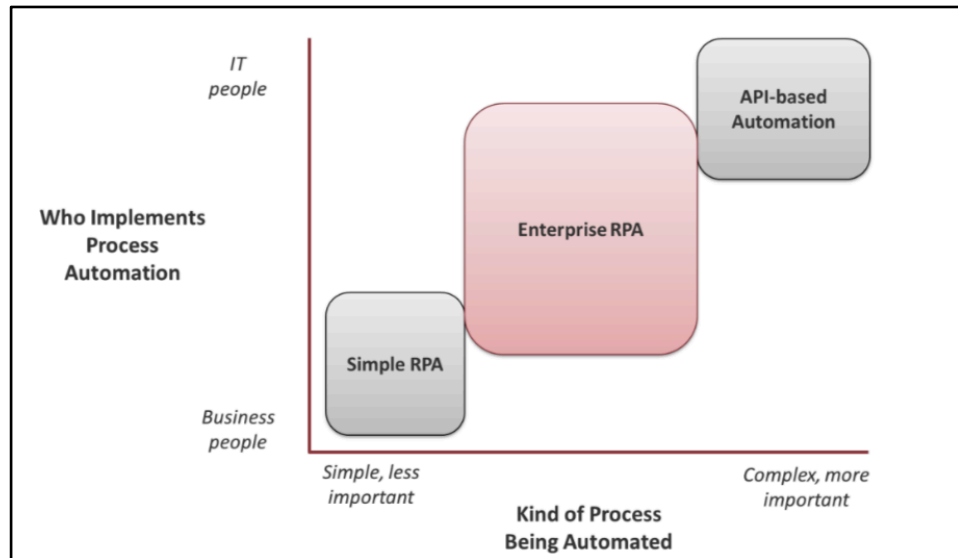 IT
people
API-based
Automation
Who Implements
Process
Automation
Enterprise RPA
Simple RPA
Business
people
Simple, less
important
Complex, more
important
Kind of Process
Being Automated